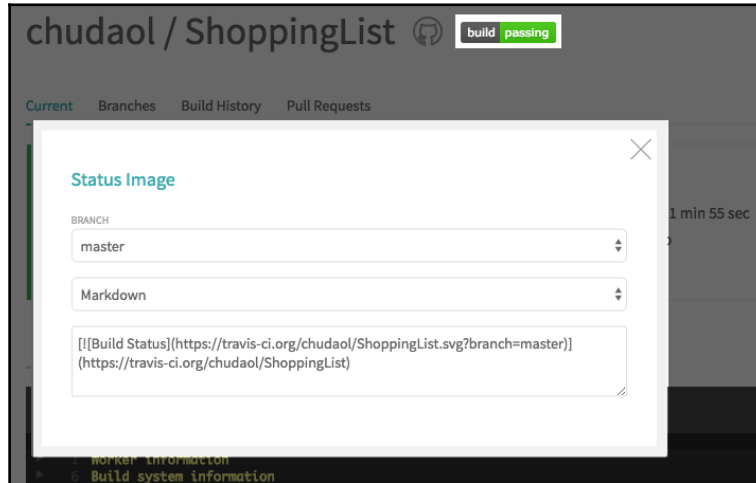 chudaol / ShoppingList
build passing
Current Branches Build History Pull Requests
Status Image
1 min 55 sec
BRANCH
master
Markdown
[![Build Status](https://travis-ci.org/chudaol/ShoppingList.svg?branch=master)]
(https://travis-ci.org/chudaol/ShoppingList)
1 Worker information
6 Build system information